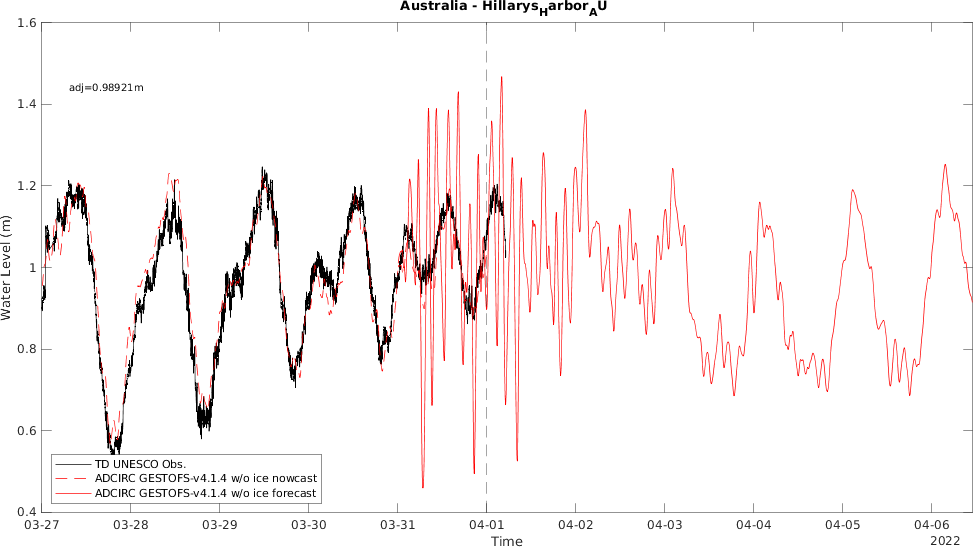 Australia - HillarysHarborAU
1.6
adj=0.98921m
1.4
1.2
1
0.8
0.6
0.4
Water Level (m)
TD UNESCO Obs.
ADCIRC GESTOFS-v4.1.4 w/o ice nowcast
ADCIRC GESTOFS-v4.1.4 w/o ice forecast
03-27 03-28 03-29 03-30 03-31 04-01 04-02 04-03 04-04 04-05 04-06
Time
2022